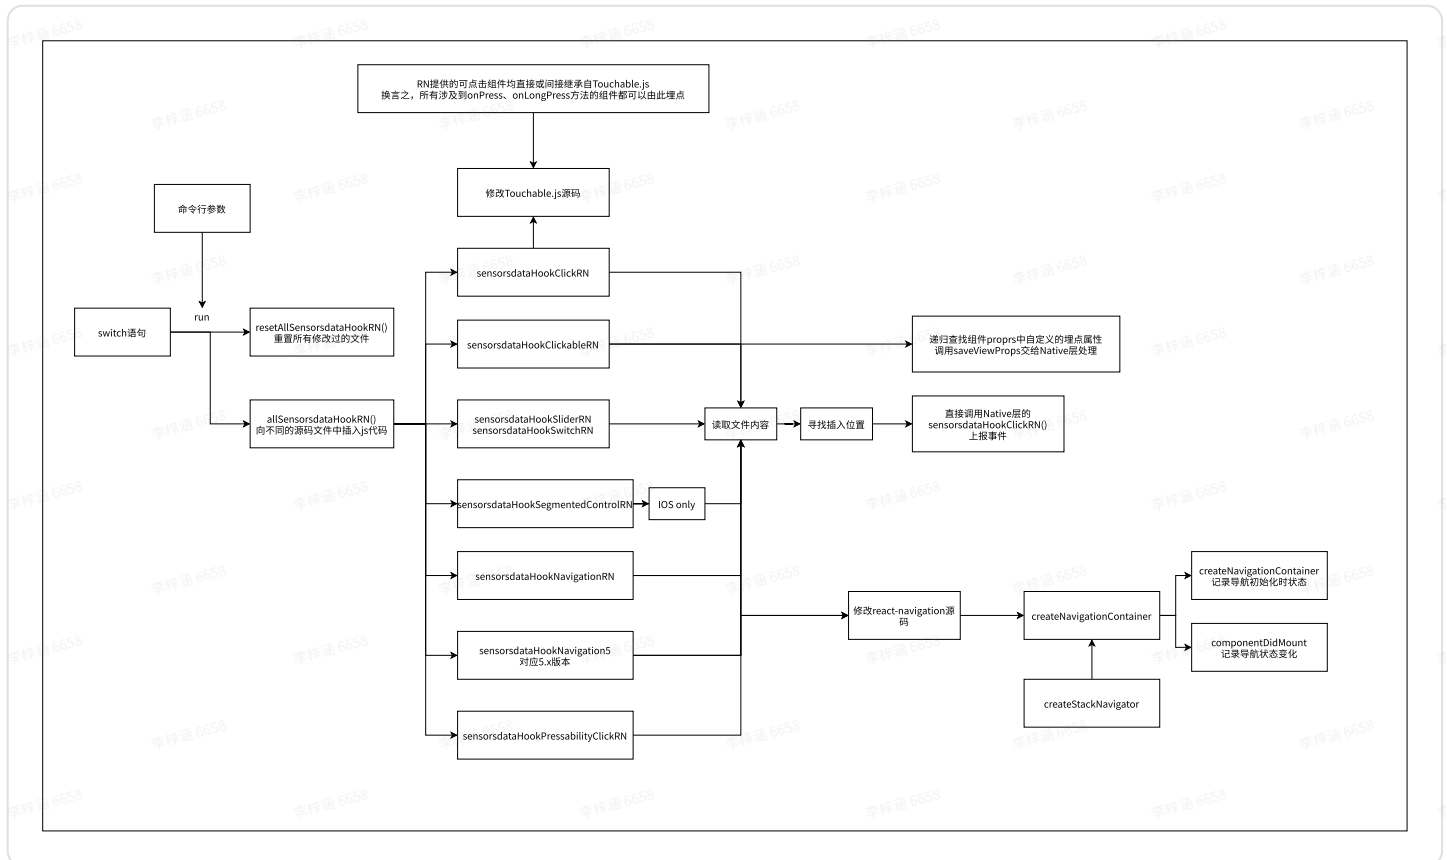 RN提供的可点击组件均直接或间接继承自Touchable.js
换言之，所有涉及到onPress、onLongPress方法的组件都可以由此埋点
修改Touchable.js源码
命令行参数
run
switch语句
resetAllSensorsdataHookRN()
重置所有修改过的文件
allSensorsdataHookRN()
向不同的源码文件中插入js代码
sensorsdataHookClickRN
sensorsdataHookClickableRN
sensorsdataHookSliderRN
sensorsdataHookSwitchRN
sensorsdataHookSegmentedControlRN
IOS only
sensorsdataHookNavigationRN
sensorsdataHookNavigation5
对应5.x版本
sensorsdataHookPressabilityClickRN
读取文件内容
寻找插入位置
递归查找组件proprs中自定义的埋点属性
调用saveViewProps交给Native层处理
直接调用Native层的
sensorsdataHookClickRN()
上报事件
修改react-navigation源
码
createNavigationContainer
createStackNavigator
createNavigationContainer
记录导航初始化时状态
componentDidMount
记录导航状态变化
李梓涵 6658